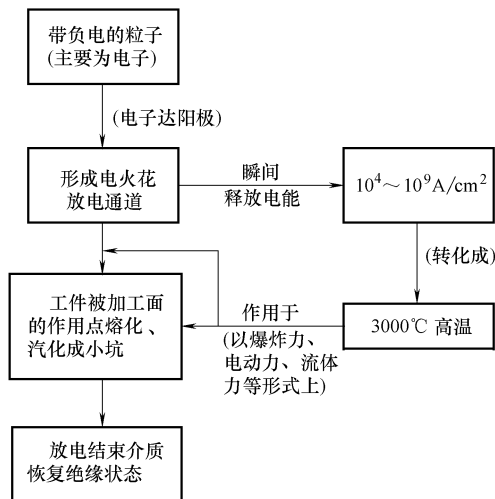 带负电的粒子
(主要为电子)
(电子达阳极)
形成电火花
放电通道
瞬间
释放电能
10⁴～10⁹A/cm²
(转化成)
工件被加工面
的作用点熔化、
汽化成小坑
作用于
(以爆炸力、
电动力、流体
力等形式上)
3000℃ 高温
放电结束介质
恢复绝缘状态